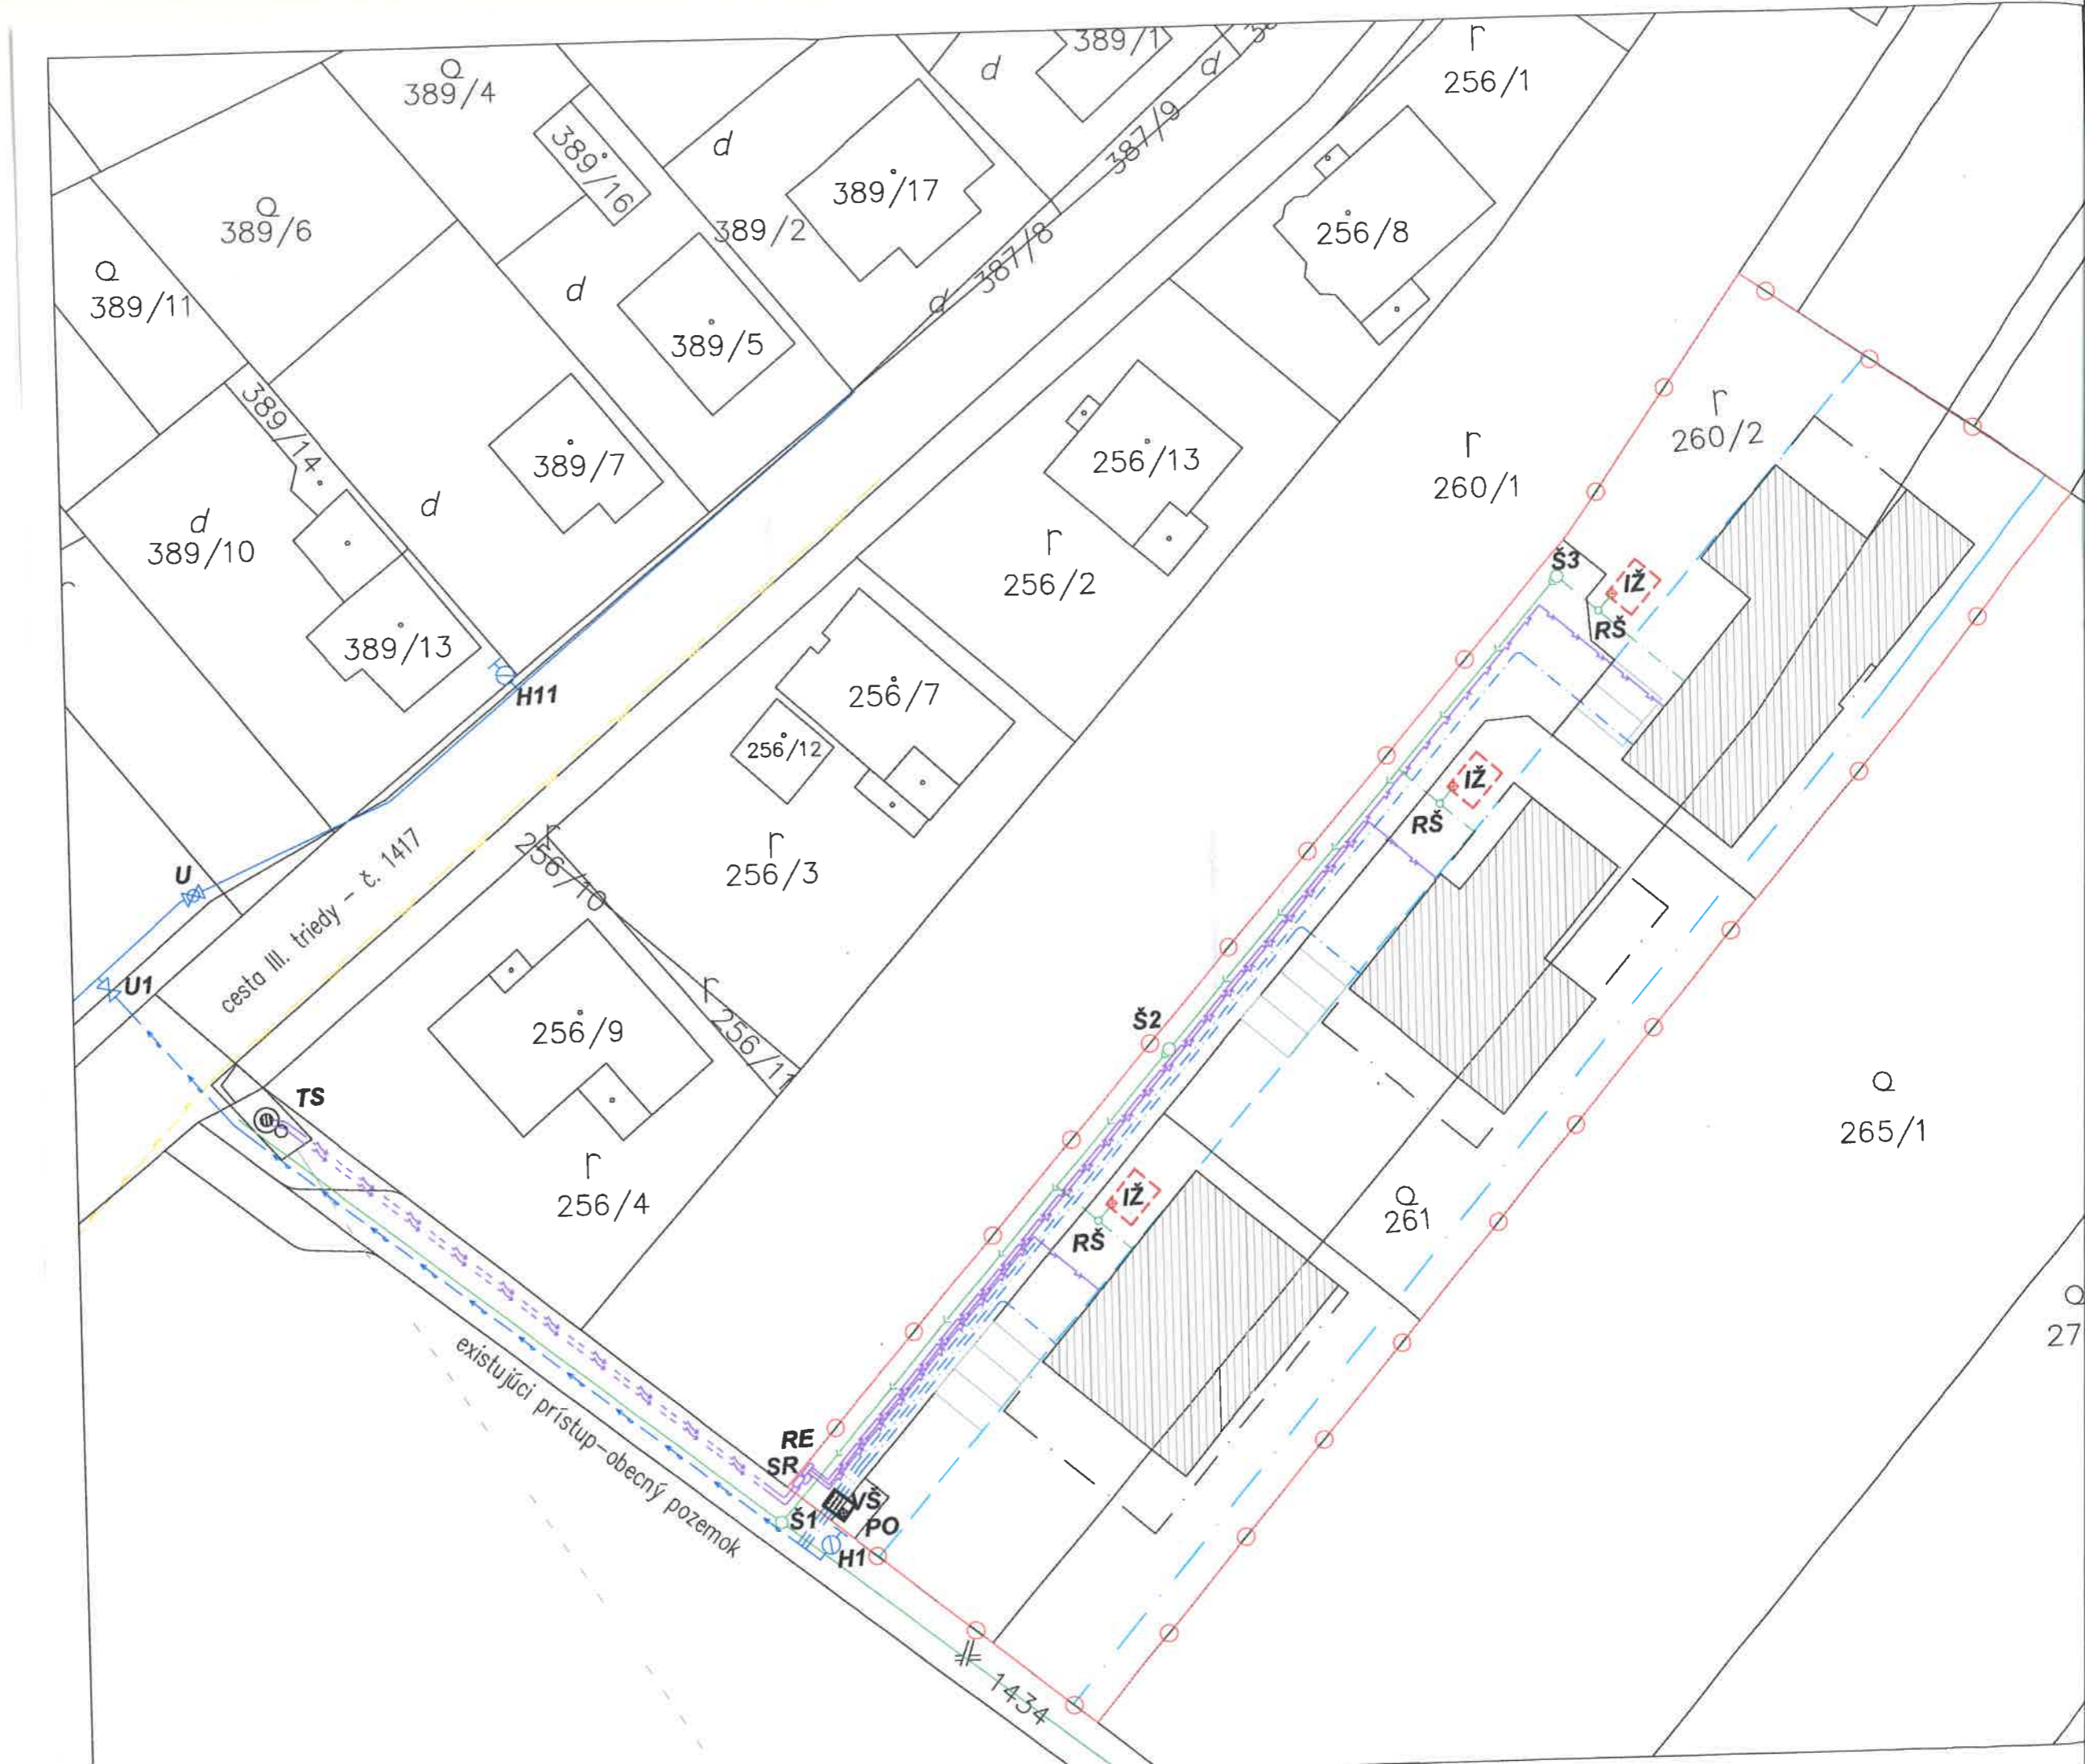 389/1
r
256/1
Q
389/4
d
d
387/9
389/16
d
389/17
389/2
Q
389/6
256/8
Q
389/11
d
387/8
d
389/5
r
260/2
389/14
389/7
256/13
r
260/1
d
d
389/10
r
256/2
Š3
IŽ
RŠ
389/13
H11
256/7
256/12
IŽ
RŠ
r
256/10
r
256/3
U
cesta III. triedy – č. 1417
U1
r
256/11
256/9
Š2
TS
Q
265/1
r
256/4
IŽ
RŠ
Q
261
Q
27
existujúci prístup–obecný pozemok
RE
SR
VŠ
Š1
PO
H1
1434